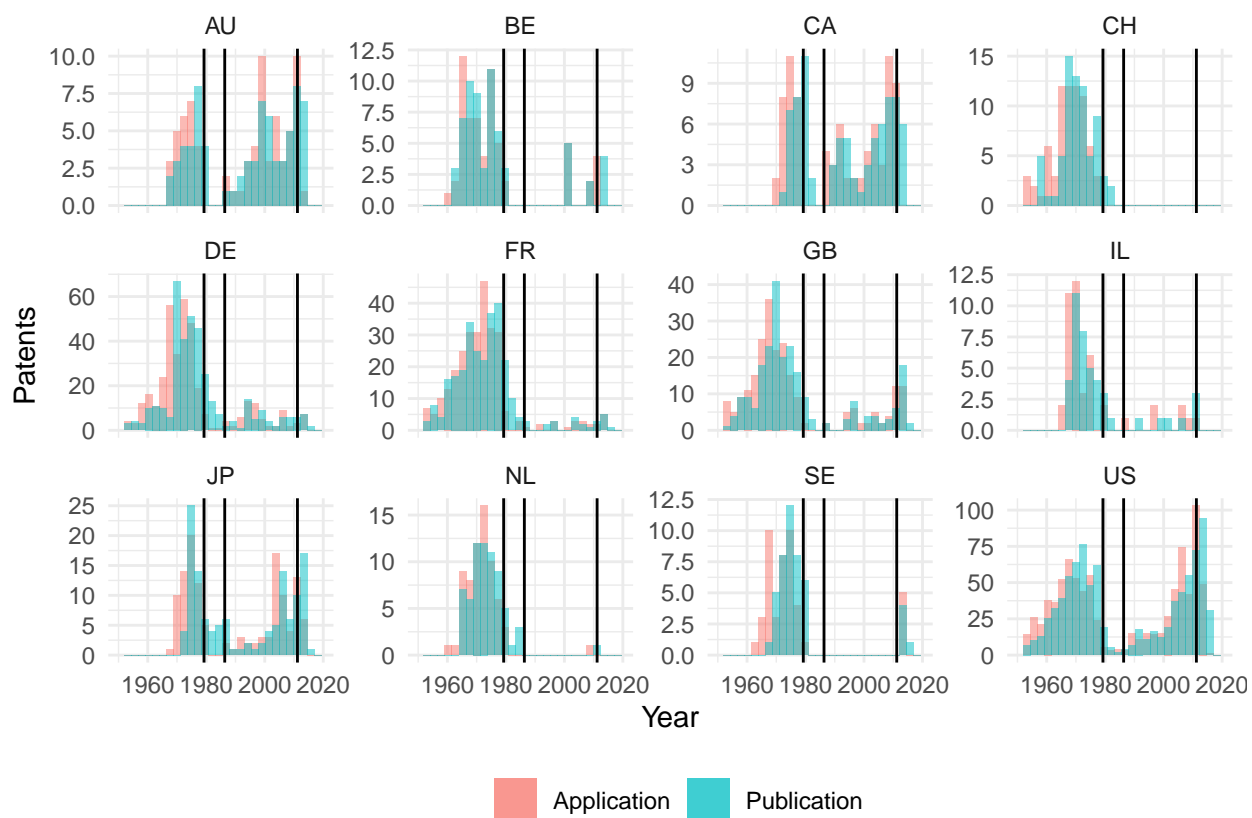 AU BE CA CH
10.0 12.5 9 15
7.5 10.0 6 10
5.0 7.5 3 5
2.5 5.0 0 0
0.0 2.5
0.0
DE FR GB IL
60 40 40 12.5
40 30 30 10.0
20 20 20 7.5
0 10 10 5.0
0 0 2.5
0.0
Patents
JP NL SE US
25 15 12.5 100
20 10 10.0 75
15 5 7.5 50
10 0 5.0 25
5 2.5 0
0 0.0
1960 1980 2000 2020 1960 1980 2000 2020 1960 1980 2000 2020 1960 1980 2000 2020
Year
Application Publication